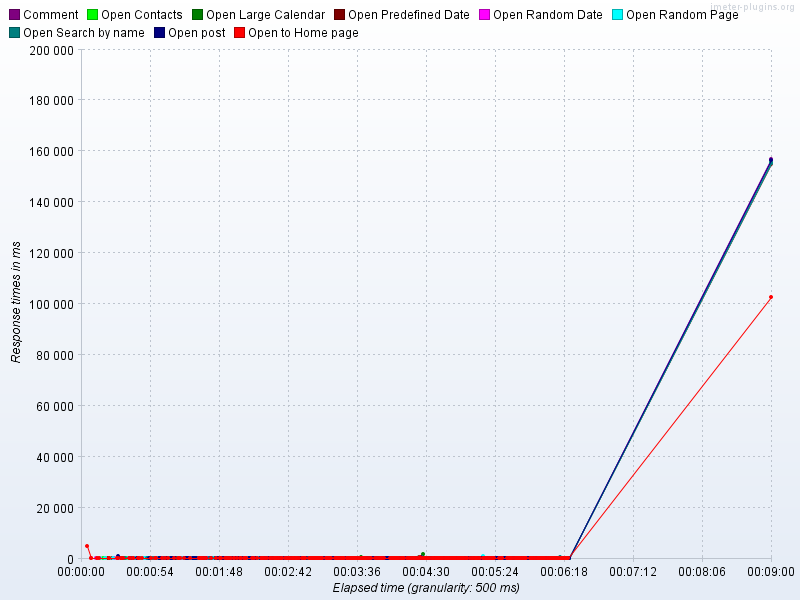 jmeter-plugins.org
Comment Open Contacts Open Large Calendar Open Predefined Date Open Random Date Open Random Page
Open Search by name Open post Open to Home page
200 000
180 000
160 000
140 000
120 000
100 000
80 000
60 000
40 000
20 000
0
Response times in ms
00:00:00 00:00:54 00:01:48 00:02:42 00:03:36 00:04:30 00:05:24 00:06:18 00:07:12 00:08:06 00:09:00
Elapsed time (granularity: 500 ms)